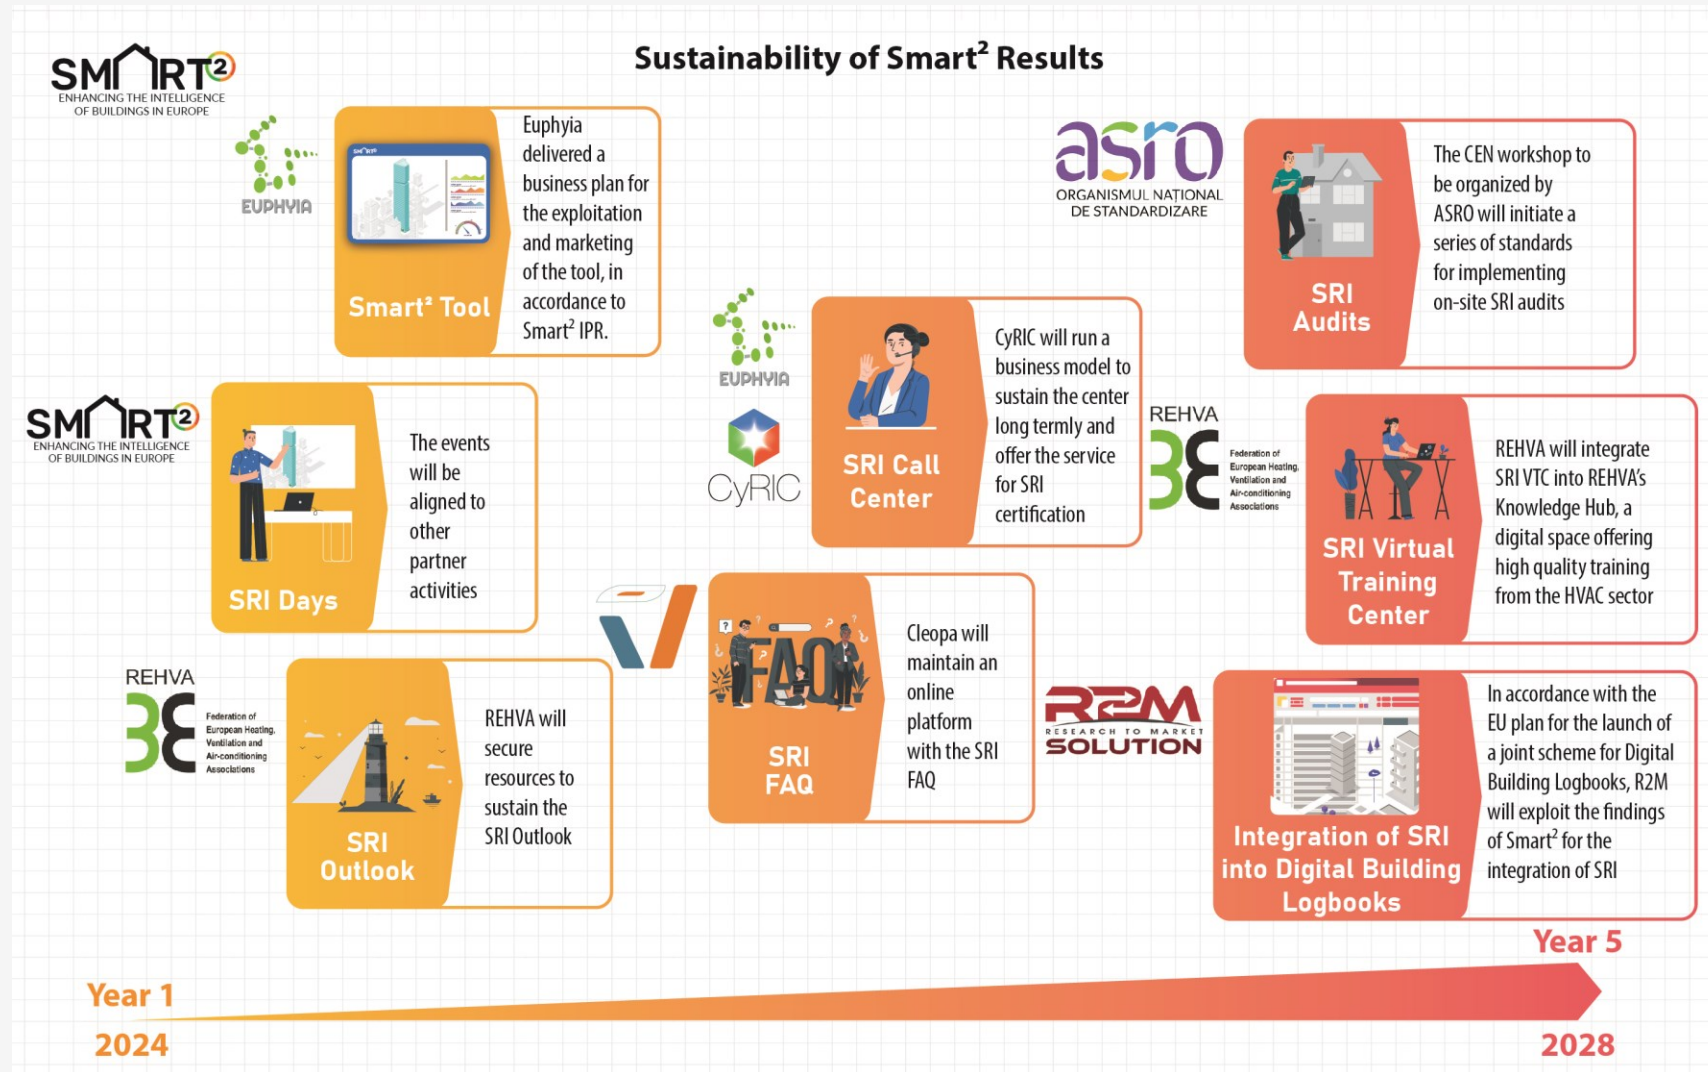 Sustainability of Smart² Results
SMART²
ENHANCING THE INTELLIGENCE
OF BUILDINGS IN EUROPE
EUPHYIA
SMART²
Smart² Tool
Euphyia
delivered a
business plan for
the exploitation
and marketing
of the tool, in
accordance to
Smart² IPR.
SMART²
ENHANCING THE INTELLIGENCE
OF BUILDINGS IN EUROPE
SRI Days
The events
will be
aligned to
other
partner
activities
REHVA
Federation of
European Heating,
Ventilation and
Air-conditioning
Associations
SRI
Outlook
REHVA will
secure
resources to
sustain the
SRI Outlook
EUPHYIA
CyRIC
SRI Call
Center
CyRIC will run a
business model to
sustain the center
long termly and
offer the service
for SRI
certification
FAQ
SRI
FAQ
Cleopa will
maintain an
online
platform
with the SRI
FAQ
asro
ORGANISMUL NAȚIONAL
DE STANDARDIZARE
SRI
Audits
The CEN workshop to
be organized by
ASRO will initiate a
series of standards
for implementing
on-site SRI audits
REHVA
Federation of
European Heating,
Ventilation and
Air-conditioning
Associations
SRI Virtual
Training
Center
REHVA will integrate
SRI VTC into REHVA's
Knowledge Hub, a
digital space offering
high quality training
from the HVAC sector
R2M
RESEARCH TO MARKET
SOLUTION
Integration of SRI
into Digital Building
Logbooks
In accordance with the
EU plan for the launch of
a joint scheme for Digital
Building Logbooks, R2M
will exploit the findings
of Smart² for the
integration of SRI
Year 1
2024
Year 5
2028